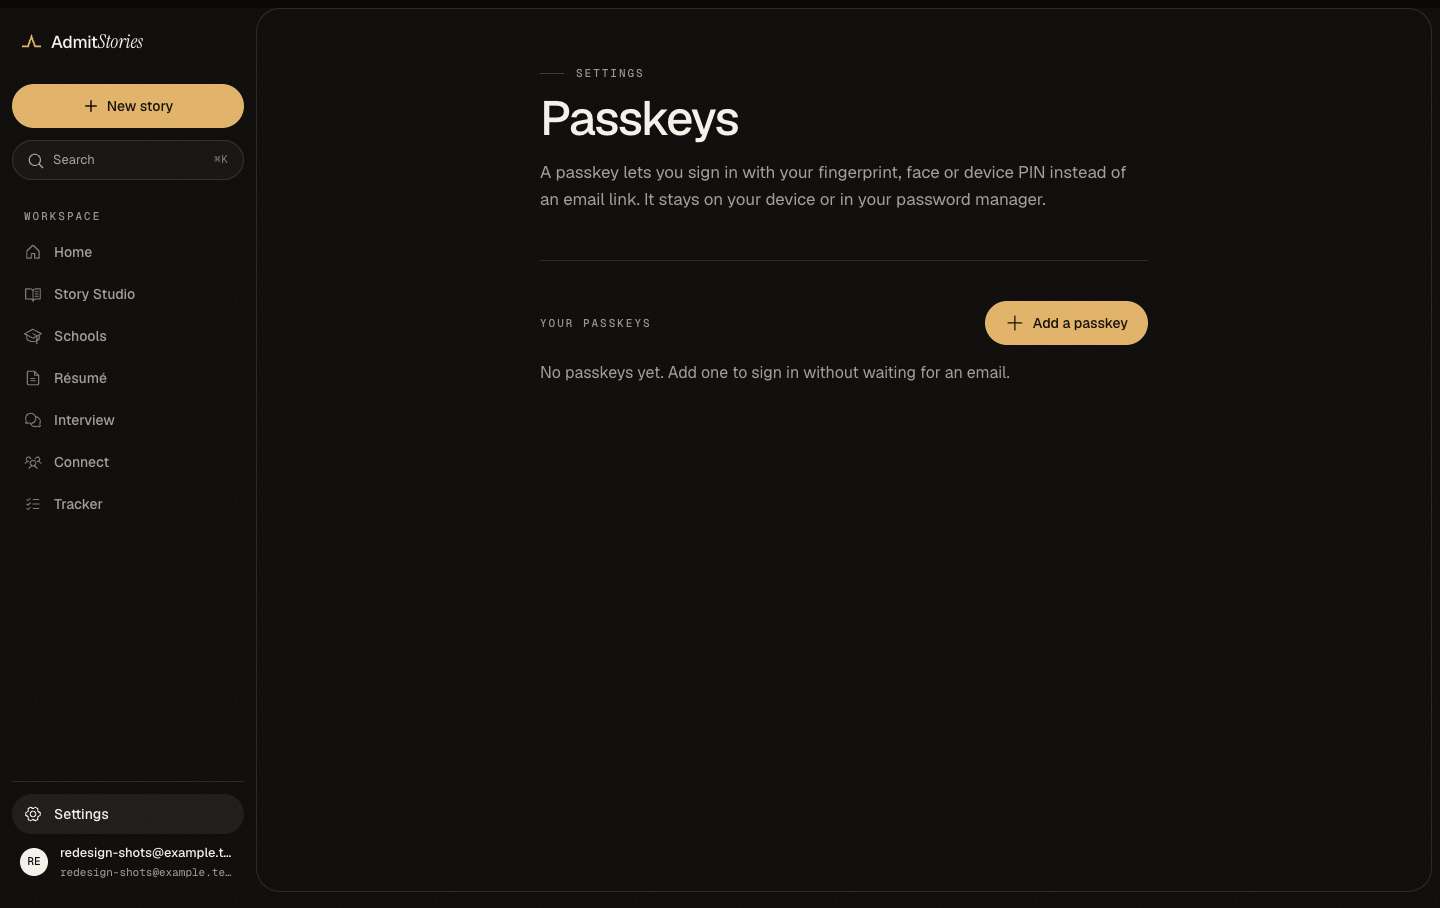 AdmitStories
New story
Search ⌘K
WORKSPACE
Home
Story Studio
Schools
Résumé
Interview
Connect
Tracker
Settings
RE
redesign-shots@example.t…
redesign-shots@example.te…
SETTINGS
Passkeys
A passkey lets you sign in with your fingerprint, face or device PIN instead of
an email link. It stays on your device or in your password manager.
YOUR PASSKEYS
Add a passkey
No passkeys yet. Add one to sign in without waiting for an email.